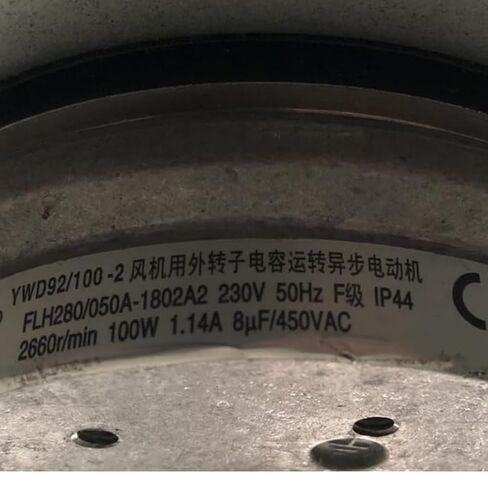 YWD92/100-2风机用外转子电容运转异步电动机
FLH280/050A-1802A2 230V 50Hz F级 IP44
2660r/min 100W 1.14A 8μF/450VAC